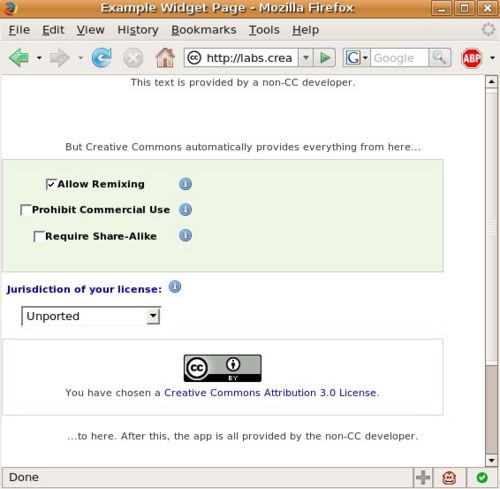 Example Widget Page - Mozilla Firefox
File Edit View History Bookmarks Tools Help
cc http://labs.crea G Google ABP
This text is provided by a non-CC developer.
But Creative Commons automatically provides everything from here...
Allow Remixing i
Prohibit Commercial Use i
Require Share-Alike i
Jurisdiction of your license: i
Unported
cc BY
You have chosen a Creative Commons Attribution 3.0 License.
...to here. After this, the app is all provided by the non-CC developer.
Done